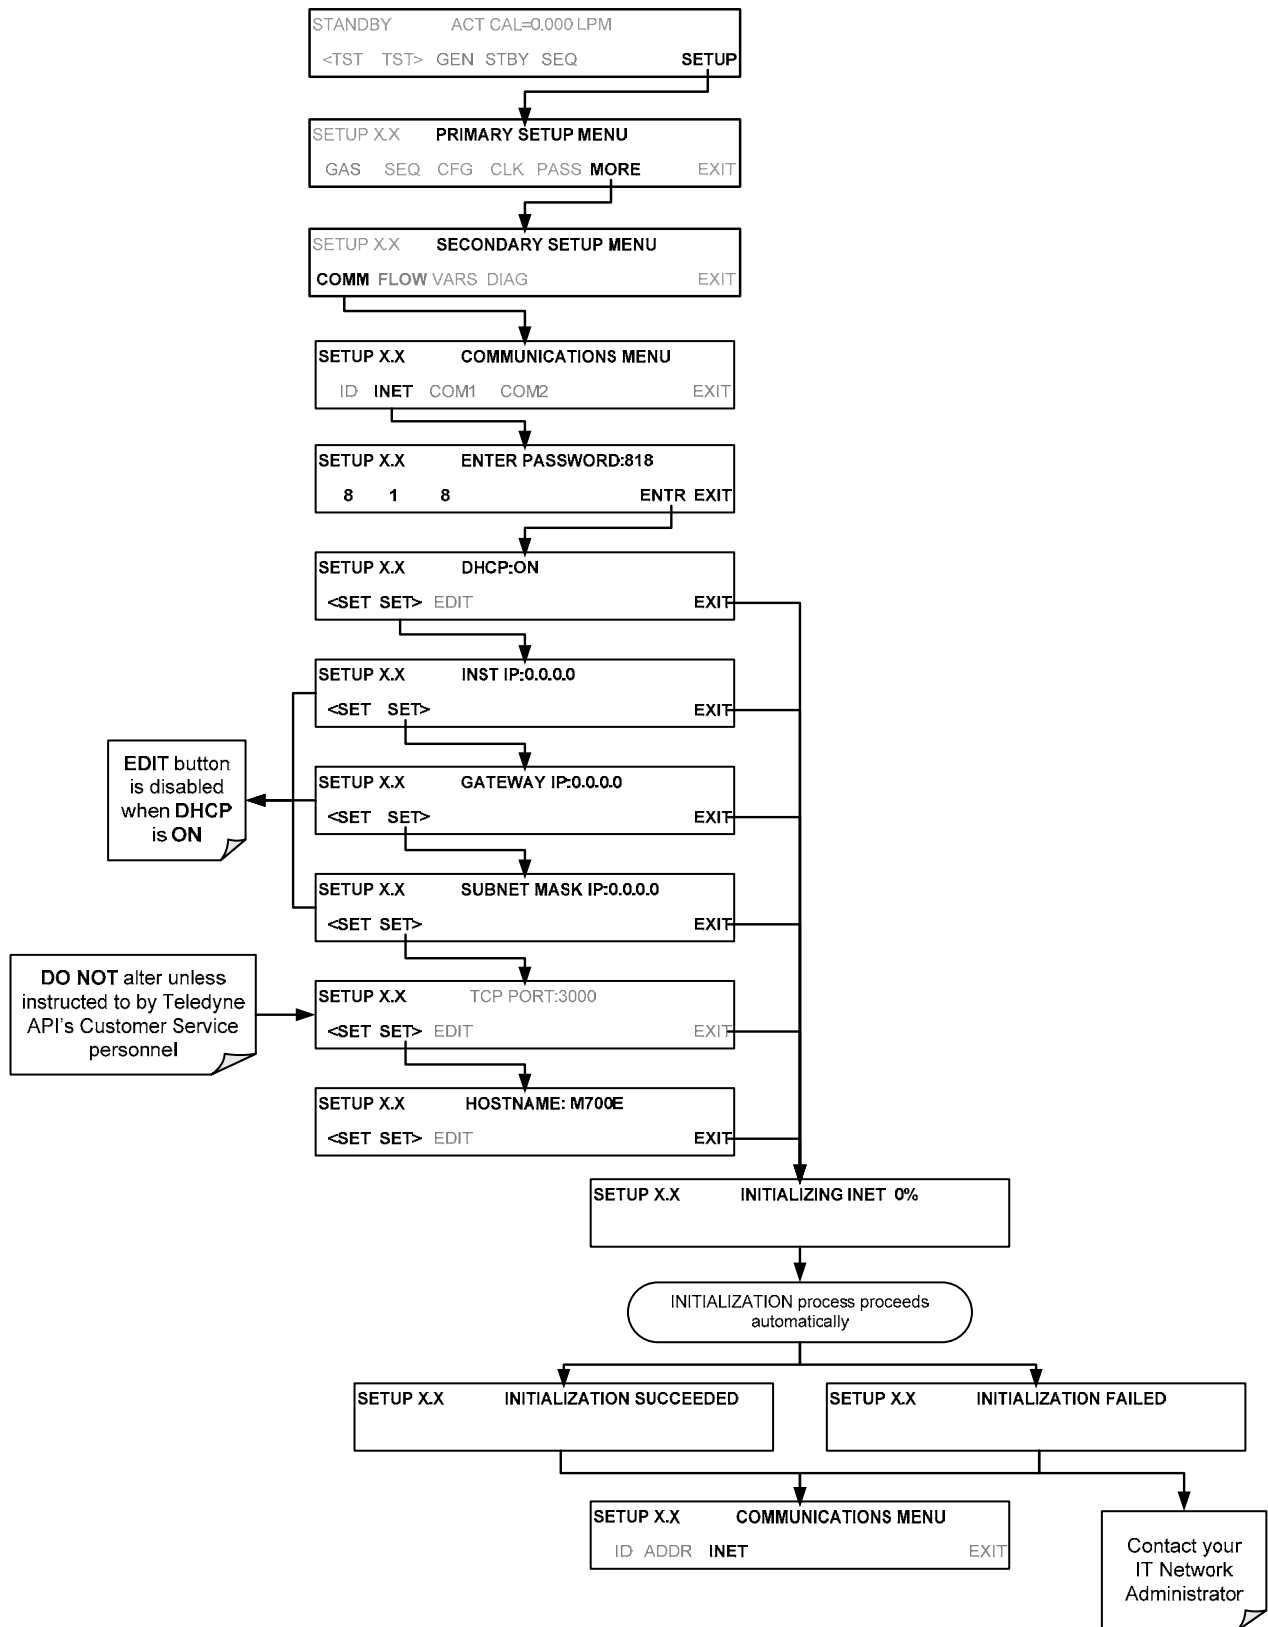 STANDBY ACT CAL=0.000 LPM
<TST TST> GEN STBY SEQ SETUP
SETUP X.X PRIMARY SETUP MENU
GAS SEQ CFG CLK PASS MORE EXIT
SETUP X.X SECONDARY SETUP MENU
COMM FLOW VARS DIAG EXIT
SETUP X.X COMMUNICATIONS MENU
ID INET COM1 COM2 EXIT
SETUP X.X ENTER PASSWORD:818
8 1 8 ENTR EXIT
SETUP X.X DHCP:ON
<SET SET> EDIT EXIT
SETUP X.X INST IP:0.0.0.0
<SET SET> EXIT
EDIT button
is disabled
when DHCP
is ON
SETUP X.X GATEWAY IP:0.0.0.0
<SET SET> EXIT
SETUP X.X SUBNET MASK IP:0.0.0.0
<SET SET> EXIT
DO NOT alter unless
instructed to by Teledyne
API's Customer Service
personnel
SETUP X.X TCP PORT:3000
<SET SET> EDIT EXIT
SETUP X.X HOSTNAME: M700E
<SET SET> EDIT EXIT
SETUP X.X INITIALIZING INET 0%
INITIALIZATION process proceeds
automatically
SETUP X.X INITIALIZATION SUCCEEDED
SETUP X.X INITIALIZATION FAILED
SETUP X.X COMMUNICATIONS MENU
ID ADDR INET EXIT
Contact your
IT Network
Administrator